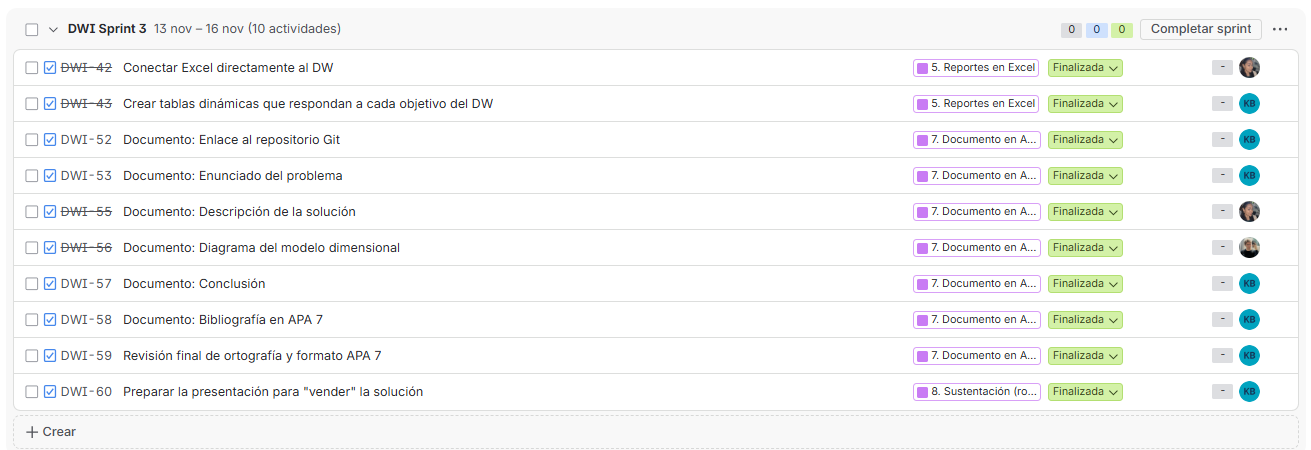 DWI Sprint 3 13 nov – 16 nov (10 actividades) 0 0 0 Completar sprint
DWI-42 Conectar Excel directamente al DW 5. Reportes en Excel Finalizada -
DWI-43 Crear tablas dinámicas que respondan a cada objetivo del DW 5. Reportes en Excel Finalizada - KB
DWI-52 Documento: Enlace al repositorio Git 7. Documento en A... Finalizada - KB
DWI-53 Documento: Enunciado del problema 7. Documento en A... Finalizada - KB
DWI-55 Documento: Descripción de la solución 7. Documento en A... Finalizada -
DWI-56 Documento: Diagrama del modelo dimensional 7. Documento en A... Finalizada -
DWI-57 Documento: Conclusión 7. Documento en A... Finalizada - KB
DWI-58 Documento: Bibliografía en APA 7 7. Documento en A... Finalizada - KB
DWI-59 Revisión final de ortografía y formato APA 7 7. Documento en A... Finalizada - KB
DWI-60 Preparar la presentación para "vender" la solución 8. Sustentación (ro... Finalizada - KB
+ Crear